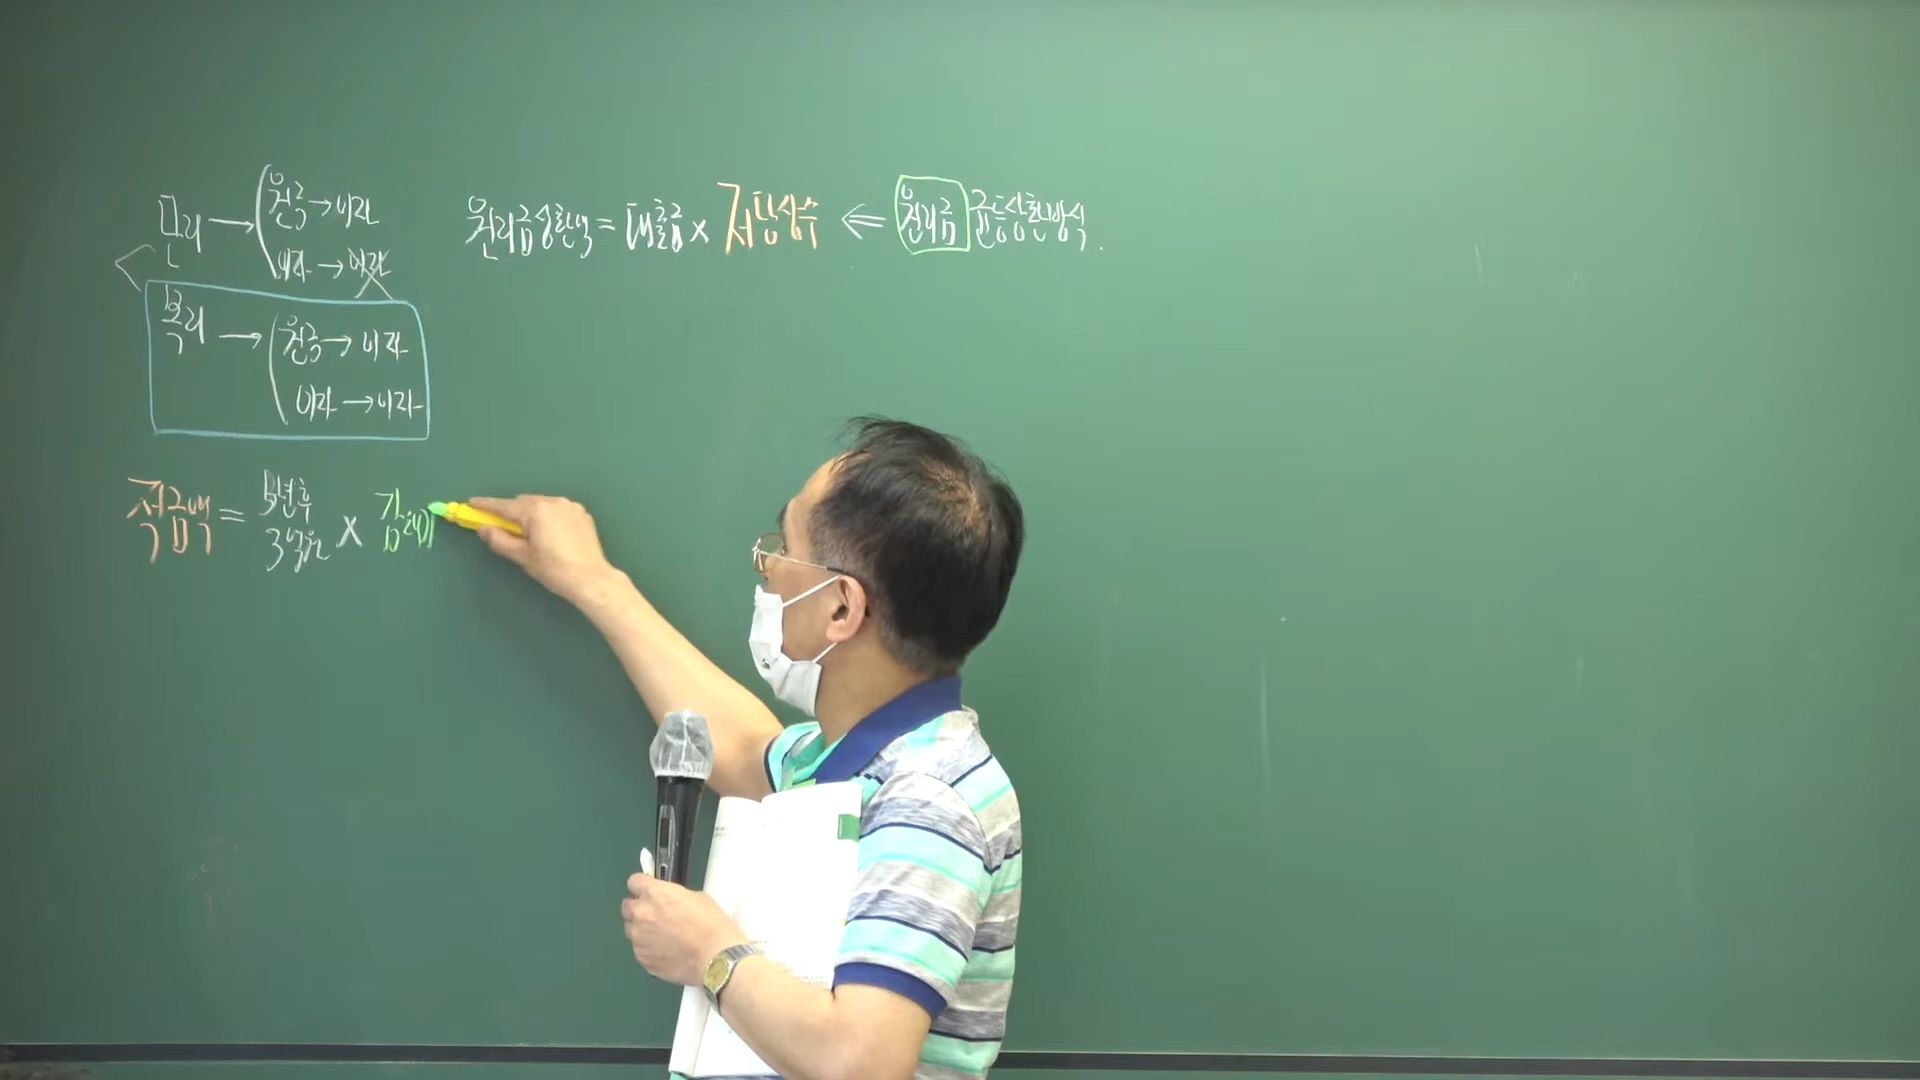 단리 → 원금 → 이자
이자 → 이자
복리 → 원금 → 이자
이자 → 이자
원리금상환액 = 대출금 × 저당상수 ⇐ 원리금 균등상환방식.
적금액 = 5년후 3억원 × 감채